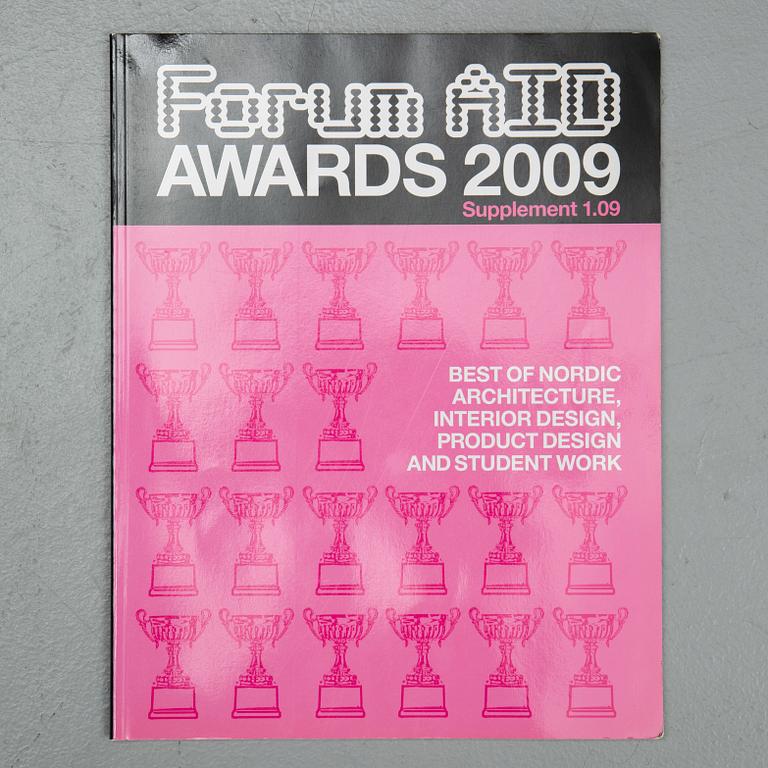 Forum AID
AWARDS 2009
Supplement 1.09
BEST OF NORDIC
ARCHITECTURE,
INTERIOR DESIGN,
PRODUCT DESIGN
AND STUDENT WORK